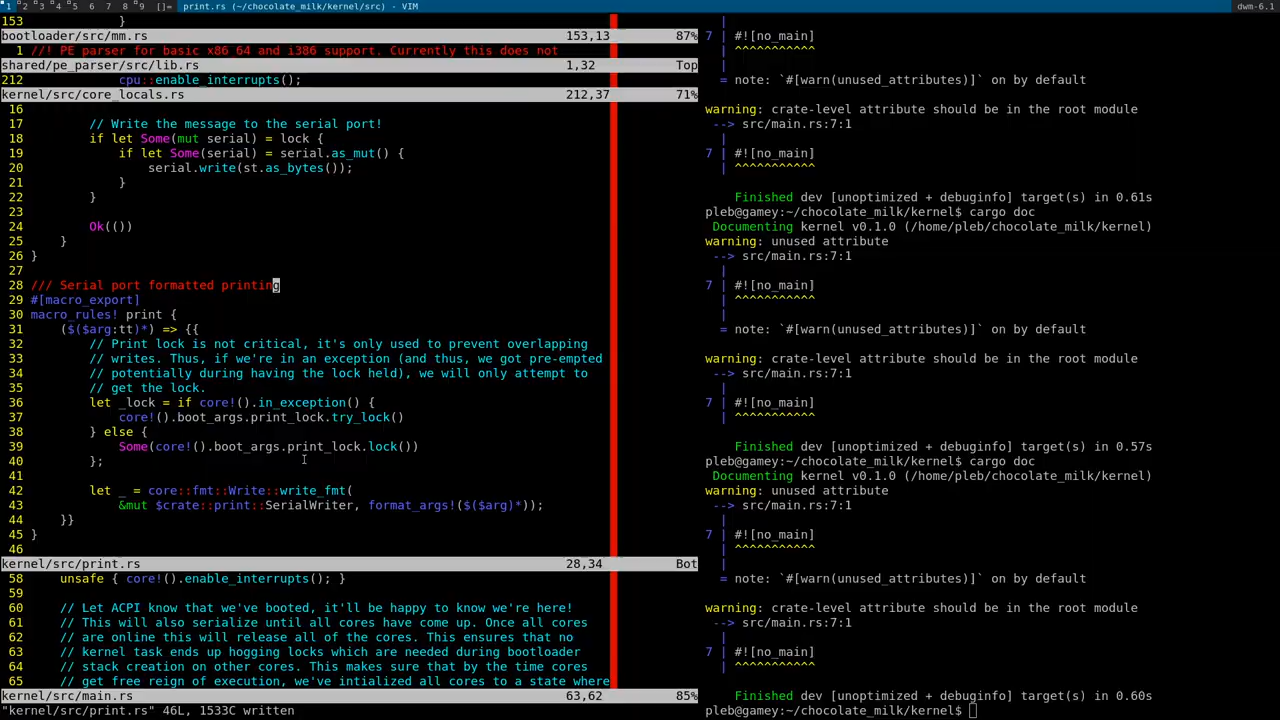 1 2 3 4 5 6 7 8 9 []= print.rs (~/chocolate_milk/kernel/src) - VIM dwm-6.1
153 }
bootloader/src/mm.rs 153,13 87%
1 //! PE parser for basic x86_64 and i386 support. Currently this does not
shared/pe_parser/src/lib.rs 1,32 Top
212 cpu::enable_interrupts();
kernel/src/core_locals.rs 212,37 71%
16
17 // Write the message to the serial port!
18 if let Some(mut serial) = lock {
19 if let Some(serial) = serial.as_mut() {
20 serial.write(st.as_bytes());
21 }
22 }
23
24 Ok(())
25 }
26 }
27
28 /// Serial port formatted printing
29 #[macro_export]
30 macro_rules! print {
31 ($($arg:tt)*) => {{
32 // Print lock is not critical, it's only used to prevent overlapping
33 // writes. Thus, if we're in an exception (and thus, we got pre-empted
34 // potentially during having the lock held), we will only attempt to
35 // get the lock.
36 let _lock = if core!().in_exception() {
37 core!().boot_args.print_lock.try_lock()
38 } else {
39 Some(core!().boot_args.print_lock.lock())
40 };
41
42 let _ = core::fmt::Write::write_fmt(
43 &mut $crate::print::SerialWriter, format_args!($($arg)*));
44 }}
45 }
46
kernel/src/print.rs 28,34 Bot
58 unsafe { core!().enable_interrupts(); }
59
60 // Let ACPI know that we've booted, it'll be happy to know we're here!
61 // This will also serialize until all cores have come up. Once all cores
62 // are online this will release all of the cores. This ensures that no
63 // kernel task ends up hogging locks which are needed during bootloader
64 // stack creation on other cores. This makes sure that by the time cores
65 // get free reign of execution, we've intialized all cores to a state where
kernel/src/main.rs 63,62 85%
"kernel/src/print.rs" 46L, 1533C written
|
7 | #![no_main]
| ^^^^^^^^^^^
|
= note: `#[warn(unused_attributes)]` on by default

warning: crate-level attribute should be in the root module
--> src/main.rs:7:1
|
7 | #![no_main]
| ^^^^^^^^^^^

Finished dev [unoptimized + debuginfo] target(s) in 0.61s
pleb@gamey:~/chocolate_milk/kernel$ cargo doc
Documenting kernel v0.1.0 (/home/pleb/chocolate_milk/kernel)
warning: unused attribute
--> src/main.rs:7:1
|
7 | #![no_main]
| ^^^^^^^^^^^
|
= note: `#[warn(unused_attributes)]` on by default

warning: crate-level attribute should be in the root module
--> src/main.rs:7:1
|
7 | #![no_main]
| ^^^^^^^^^^^

Finished dev [unoptimized + debuginfo] target(s) in 0.57s
pleb@gamey:~/chocolate_milk/kernel$ cargo doc
Documenting kernel v0.1.0 (/home/pleb/chocolate_milk/kernel)
warning: unused attribute
--> src/main.rs:7:1
|
7 | #![no_main]
| ^^^^^^^^^^^
|
= note: `#[warn(unused_attributes)]` on by default

warning: crate-level attribute should be in the root module
--> src/main.rs:7:1
|
7 | #![no_main]
| ^^^^^^^^^^^

Finished dev [unoptimized + debuginfo] target(s) in 0.60s
pleb@gamey:~/chocolate_milk/kernel$